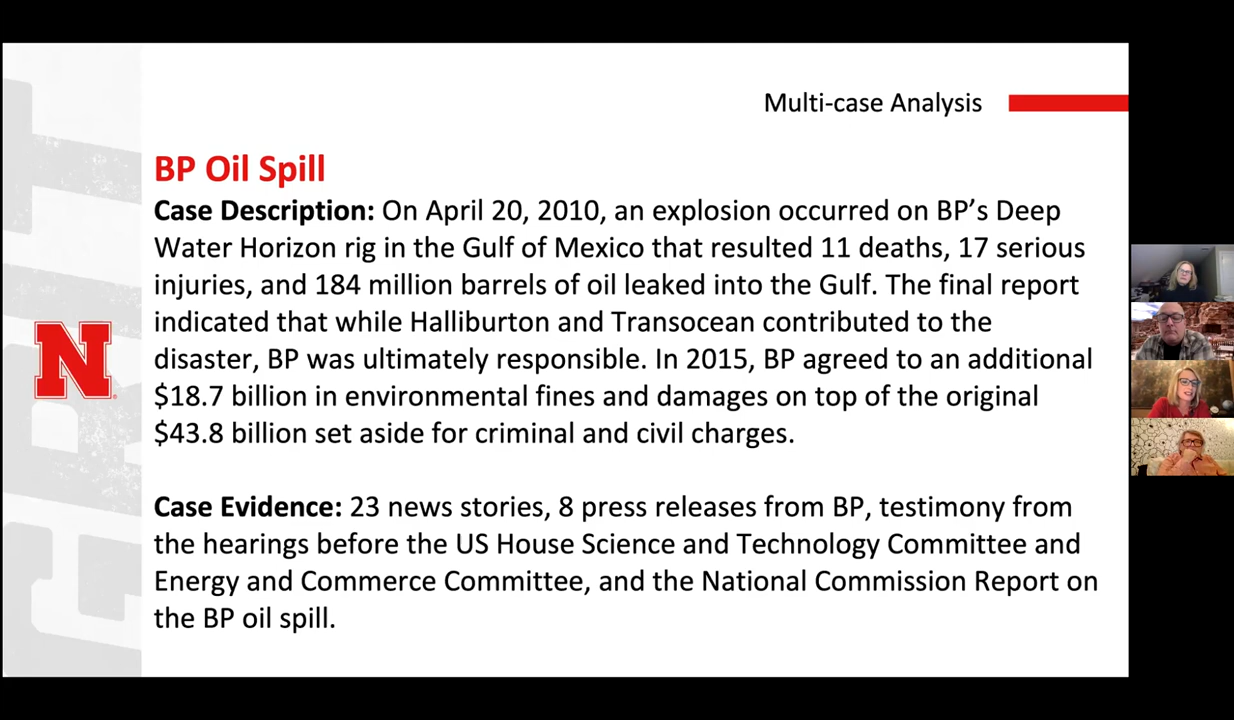 Multi-case Analysis
BP Oil Spill
Case Description: On April 20, 2010, an explosion occurred on BP’s Deep
Water Horizon rig in the Gulf of Mexico that resulted 11 deaths, 17 serious
injuries, and 184 million barrels of oil leaked into the Gulf. The final report
indicated that while Halliburton and Transocean contributed to the
disaster, BP was ultimately responsible. In 2015, BP agreed to an additional
$18.7 billion in environmental fines and damages on top of the original
$43.8 billion set aside for criminal and civil charges.
Case Evidence: 23 news stories, 8 press releases from BP, testimony from
the hearings before the US House Science and Technology Committee and
Energy and Commerce Committee, and the National Commission Report on
the BP oil spill.
N